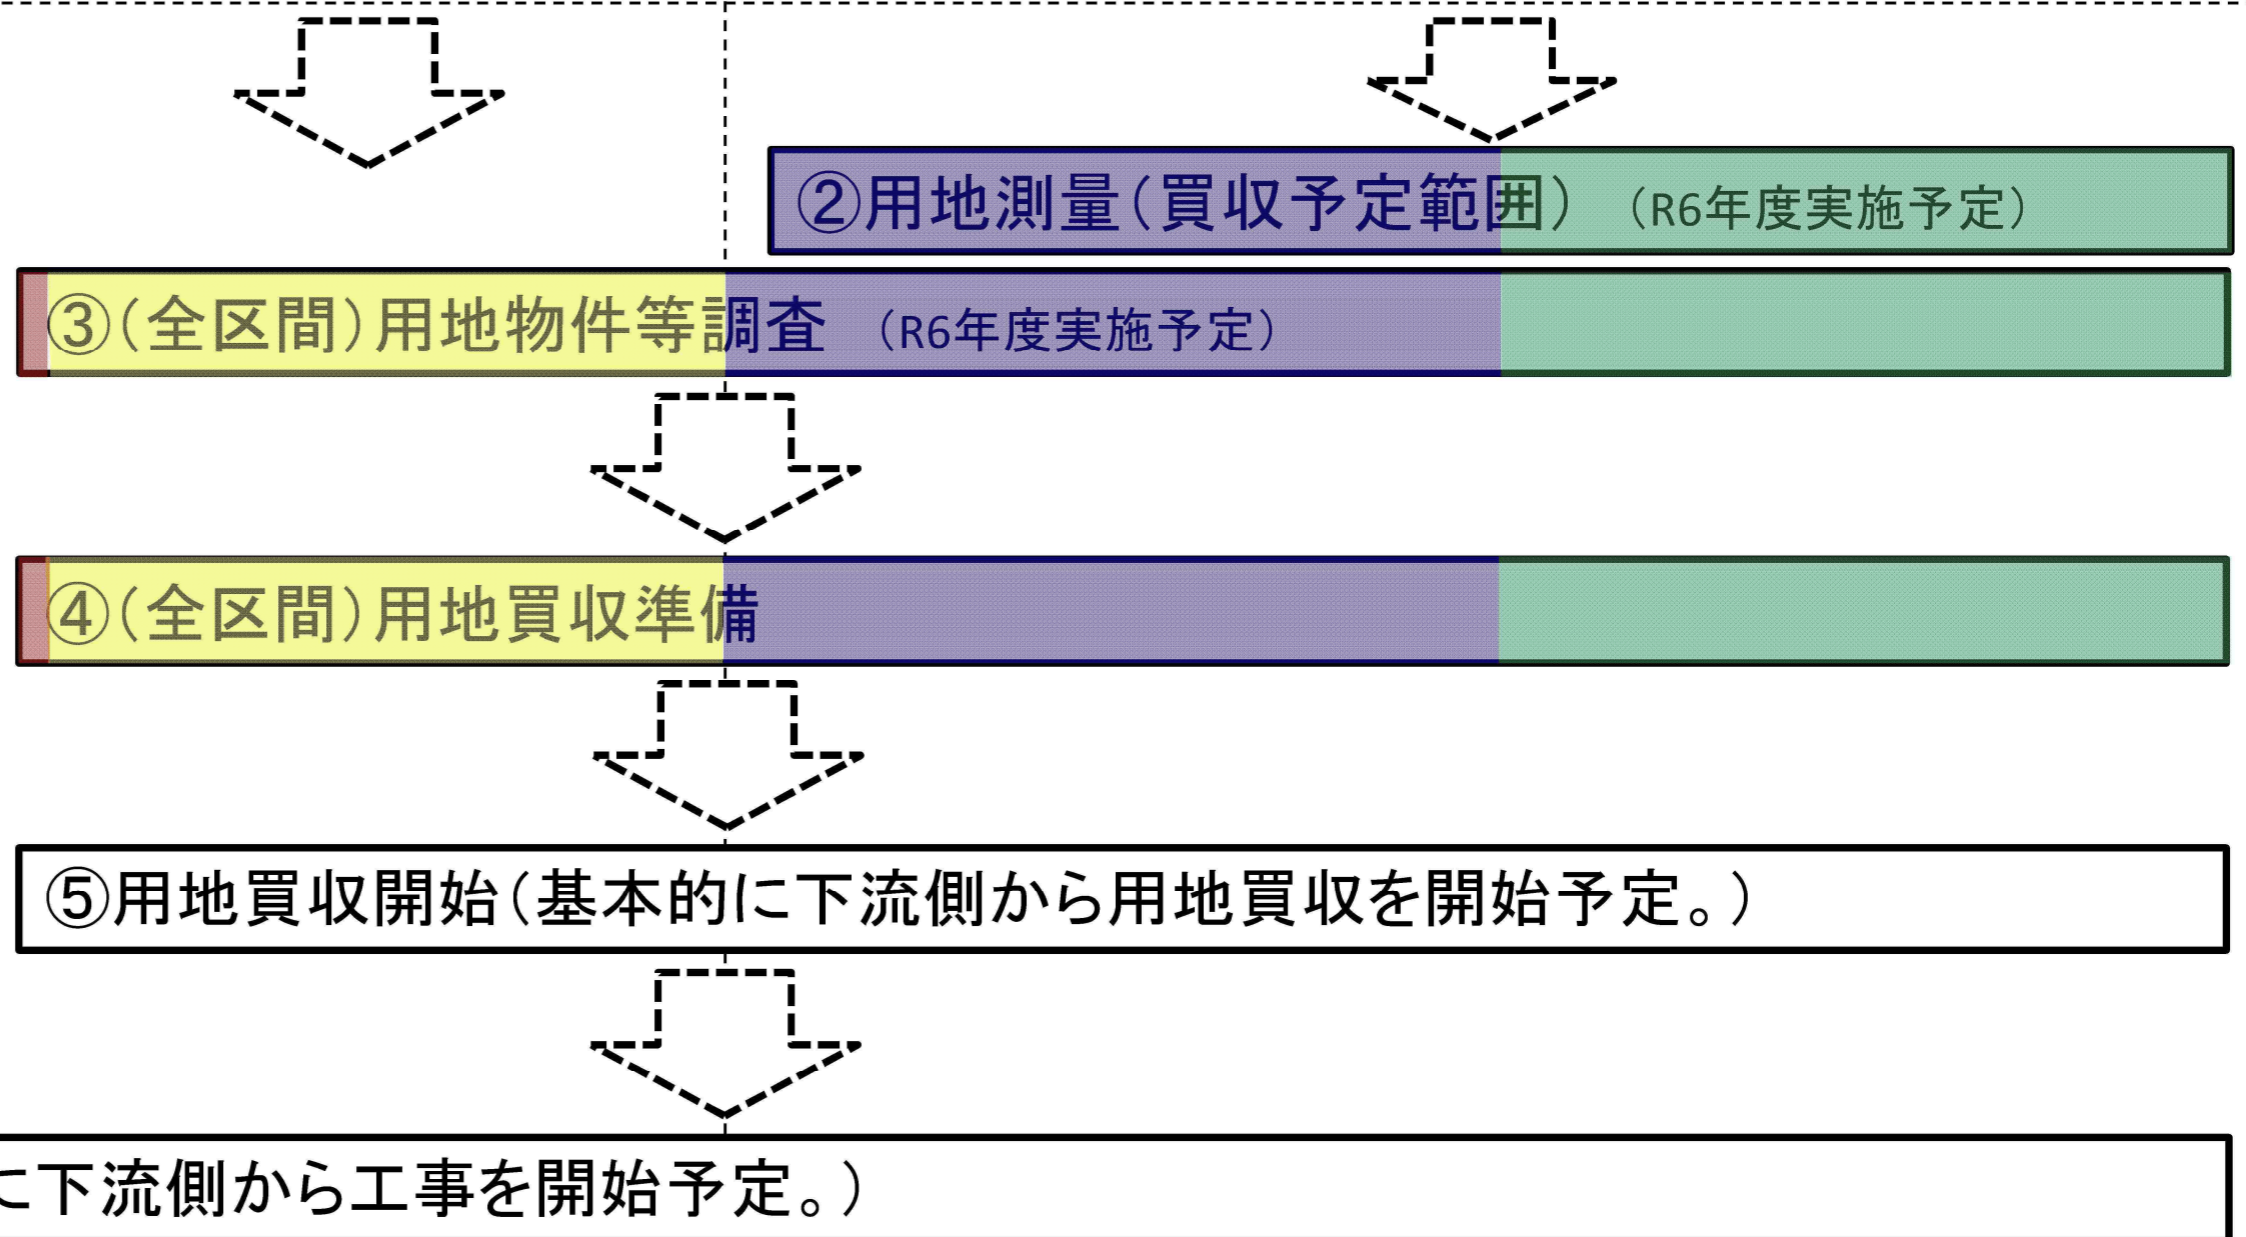 ②用地測量（買収予定範囲）（R6年度実施予定）
③（全区間）用地物件等調査（R6年度実施予定）
④（全区間）用地買収準備
⑤用地買収開始（基本的に下流側から用地買収を開始予定。）
に下流側から工事を開始予定。）